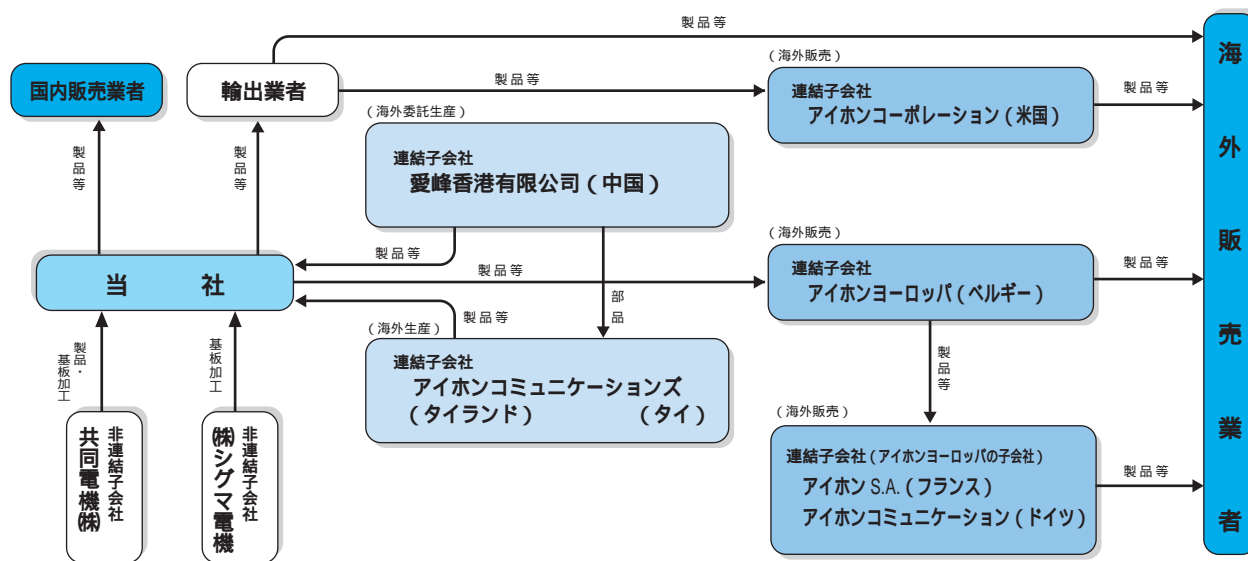 製品等
国内販売業者
輸出業者
製品等
(海外販売)
連結子会社
アイホンコーポレーション(米国)
製品等
海外販売業者
製品等
製品等
(海外委託生産)
連結子会社
愛峰香港有限公司(中国)
製品等
部品
当社
製品等
(海外販売)
連結子会社
アイホンヨーロッパ(ベルギー)
製品等
製品等
(海外生産)
連結子会社
アイホンコミュニケーションズ
(タイランド) (タイ)
製品等
製品・
基板加工
基板加工
非連結子会社
共同電機㈱
非連結子会社
㈱シグマ電機
(海外販売)
連結子会社(アイホンヨーロッパの子会社)
アイホン S.A.(フランス)
アイホンコミュニケーション(ドイツ)
製品等